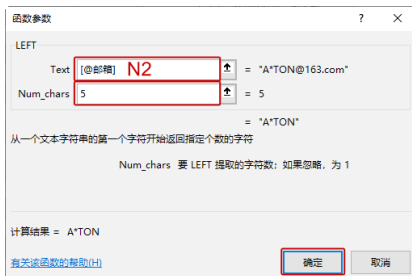 函数参数 ? ×
LEFT
Text [@邮箱] N2 = "A*TON@163.com"
Num_chars 5 = 5
= "A*TON"
从一个文本字符串的第一个字符开始返回指定个数的字符
Num_chars 要 LEFT 提取的字符数；如果忽略，为 1
计算结果 = A*TON
有关该函数的帮助(H) 确定 取消